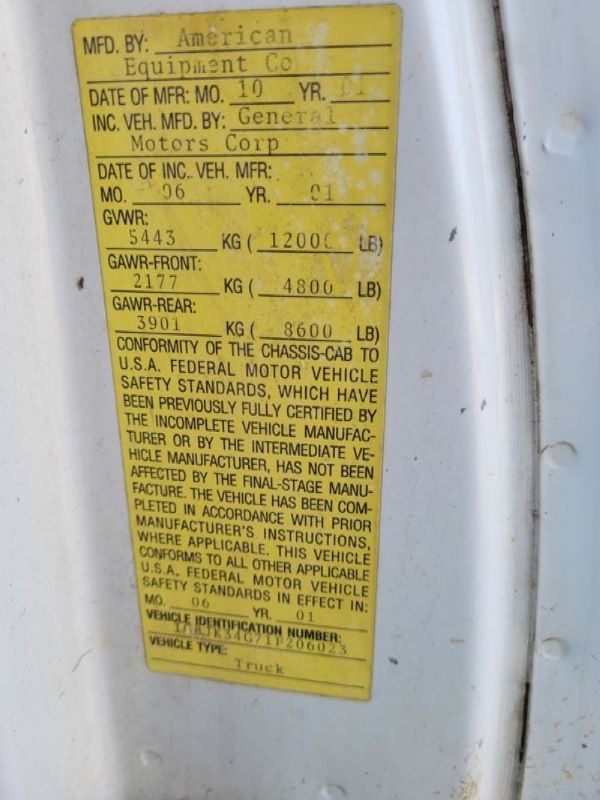 MFD. BY: American
Equipment Co
DATE OF MFR: MO. 10 YR. 01
INC. VEH. MFD. BY: General
Motors Corp
DATE OF INC. VEH. MFR:
MO. 06 YR. 01
GVWR:
5443 KG ( 12000 LB)
GAWR-FRONT:
2177 KG ( 4800 LB)
GAWR-REAR:
3901 KG ( 8600 LB)
CONFORMITY OF THE CHASSIS-CAB TO
U.S.A. FEDERAL MOTOR VEHICLE
SAFETY STANDARDS, WHICH HAVE
BEEN PREVIOUSLY FULLY CERTIFIED BY
THE INCOMPLETE VEHICLE MANUFAC-
TURER OR BY THE INTERMEDIATE VE-
HICLE MANUFACTURER, HAS NOT BEEN
AFFECTED BY THE FINAL-STAGE MANU-
FACTURE. THE VEHICLE HAS BEEN COM-
PLETED IN ACCORDANCE WITH PRIOR
MANUFACTURER'S INSTRUCTIONS,
WHERE APPLICABLE. THIS VEHICLE
CONFORMS TO ALL OTHER APPLICABLE
U.S.A. FEDERAL MOTOR VEHICLE
SAFETY STANDARDS IN EFFECT IN:
MO. 06 YR. 01
VEHICLE IDENTIFICATION NUMBER:
VEHICLE TYPE:
Truck